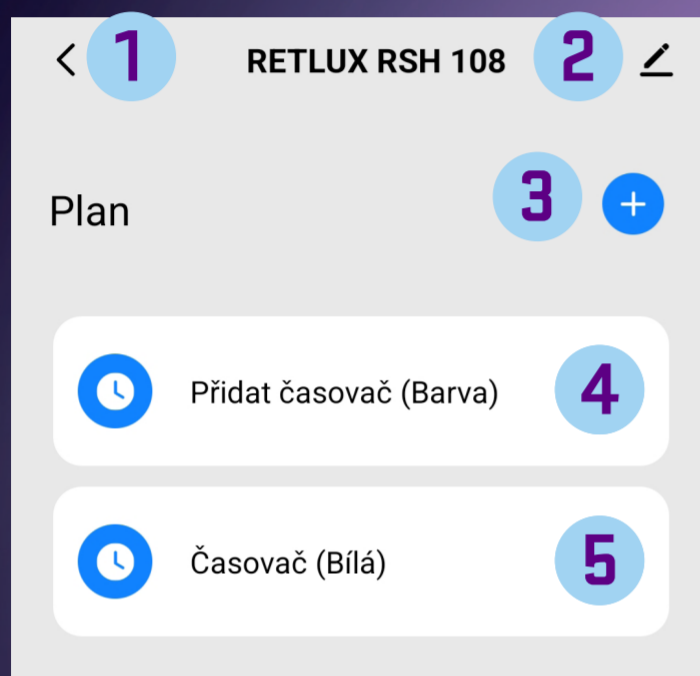 1 RETLUX RSH 108 2
Plan 3
Přidat časovač (Barva) 4
Časovač (Bílá) 5